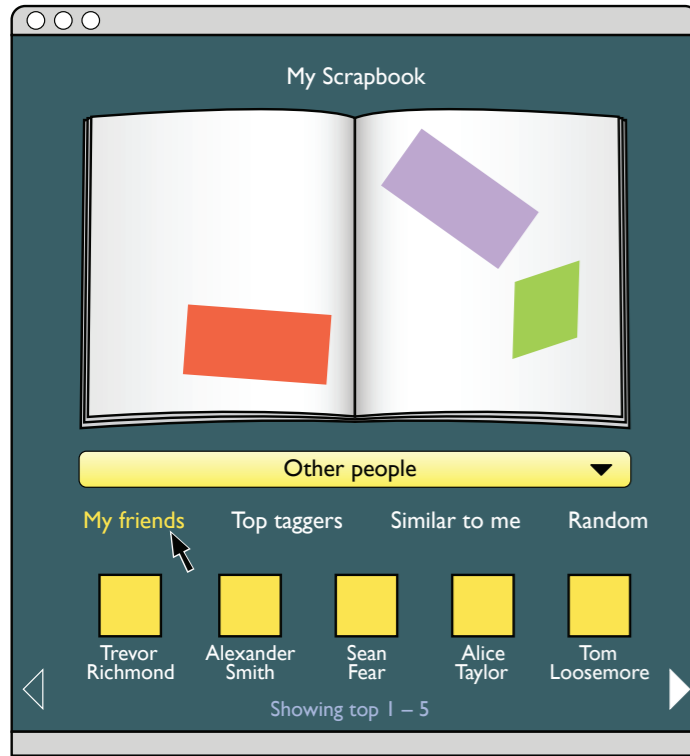 My Scrapbook
Other people
My friends Top taggers Similar to me Random
Trevor Richmond
Alexander Smith
Sean Fear
Alice Taylor
Tom Loosemore
Showing top 1 – 5